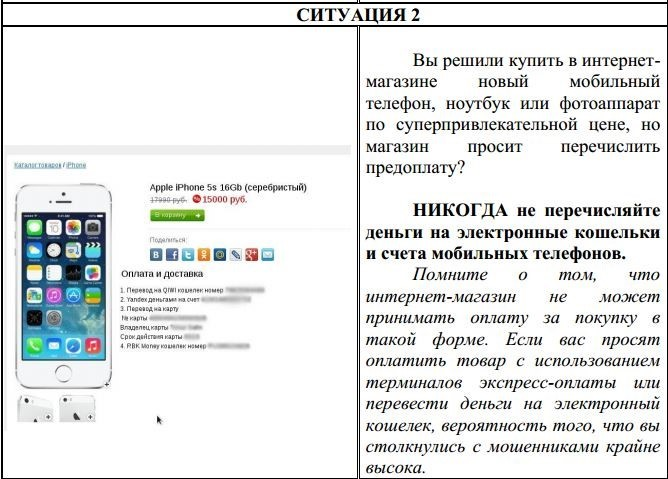 СИТУАЦИЯ 2
Каталог товаров / iPhone
Apple iPhone 5s 16Gb (серебристый)
17990 руб. 15000 руб.
В корзину
Поделиться:
Оплата и доставка
1. Перевод на QIWI кошелек номер
2. Yandex деньгами на счет
3. Перевод на карту
№ карты
Владелец карты
Срок действия карты
4. РВК Money кошелек номер
Вы решили купить в интернет-
магазине новый мобильный
телефон, ноутбук или фотоаппарат
по суперпривлекательной цене, но
магазин просит перечислить
предоплату?
НИКОГДА не перечисляйте
деньги на электронные кошельки
и счета мобильных телефонов.
Помните о том, что
интернет-магазин не может
принимать оплату за покупку в
такой форме. Если вас просят
оплатить товар с использованием
терминалов экспресс-оплаты или
перевести деньги на электронный
кошелек, вероятность того, что вы
столкнулись с мошенниками крайне
высока.